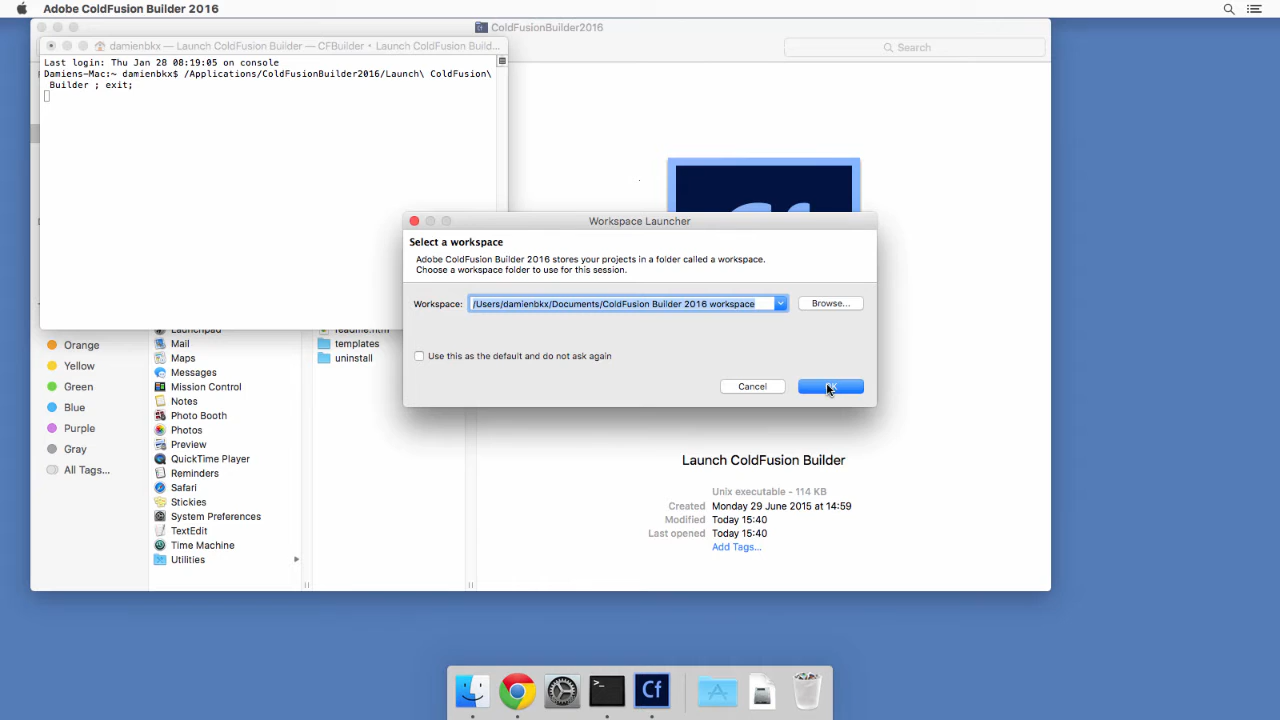 Adobe ColdFusion Builder 2016
ColdFusionBuilder2016
damienbkx — Launch ColdFusion Builder — CFBuilder • Launch ColdFusion Build...
Search
Last login: Thu Jan 28 08:19:05 on console
Damiens-Mac:~ damienbkx$ /Applications/ColdFusionBuilder2016/Launch\ ColdFusion\
Builder ; exit;
Workspace Launcher
Select a workspace
Adobe ColdFusion Builder 2016 stores your projects in a folder called a workspace.
Choose a workspace folder to use for this session.
Workspace: /Users/damienbkx/Documents/ColdFusion Builder 2016 workspace Browse...
Use this as the default and do not ask again
Cancel
Orange
Yellow
Green
Blue
Purple
Gray
All Tags...
Launchpad
Mail
Maps
Messages
Mission Control
Notes
Photo Booth
Photos
Preview
QuickTime Player
Reminders
Safari
Stickies
System Preferences
TextEdit
Time Machine
Utilities
readme.htm
templates
uninstall
Launch ColdFusion Builder
Unix executable - 114 KB
Created Monday 29 June 2015 at 14:59
Modified Today 15:40
Last opened Today 15:40
Add Tags...
Cf